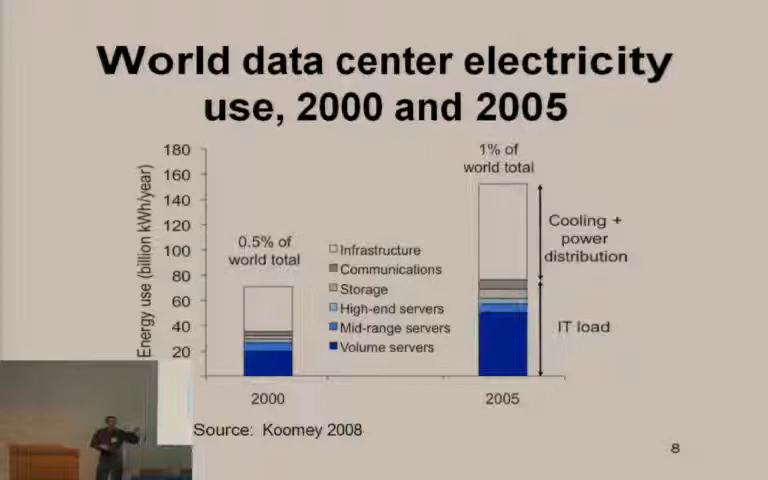 World data center electricity
use, 2000 and 2005
Energy use (billion kWh/year)
180
160
140
120
100
80
60
40
20
0.5% of
world total
1% of
world total
Infrastructure
Communications
Storage
High-end servers
Mid-range servers
Volume servers
Cooling +
power
distribution
IT load
2000
2005
Source: Koomey 2008
8